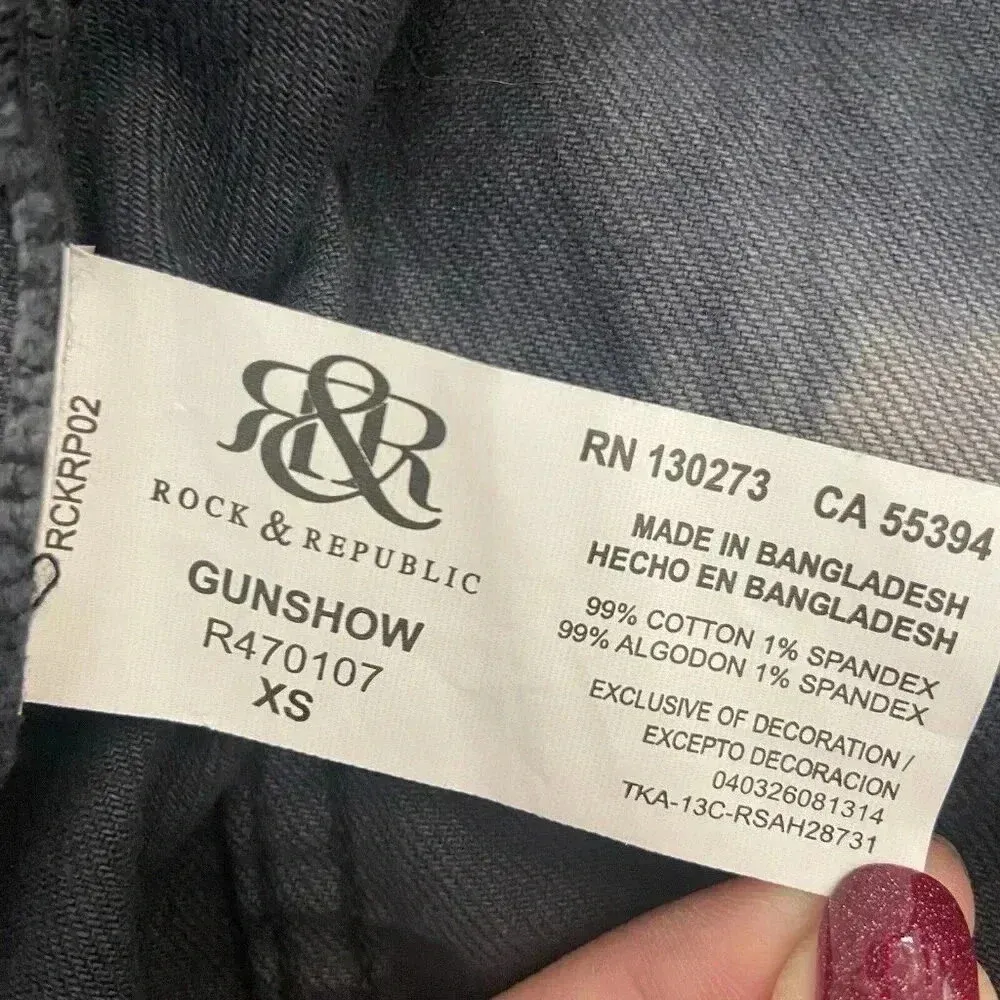 RCKRP02
R&R
ROCK & REPUBLIC
GUNSHOW
R470107
XS
RN 130273 CA 55394
MADE IN BANGLADESH
HECHO EN BANGLADESH
99% COTTON 1% SPANDEX
99% ALGODON 1% SPANDEX
EXCLUSIVE OF DECORATION /
EXCEPTO DECORACION
040326081314
TKA-13C-RSAH28731